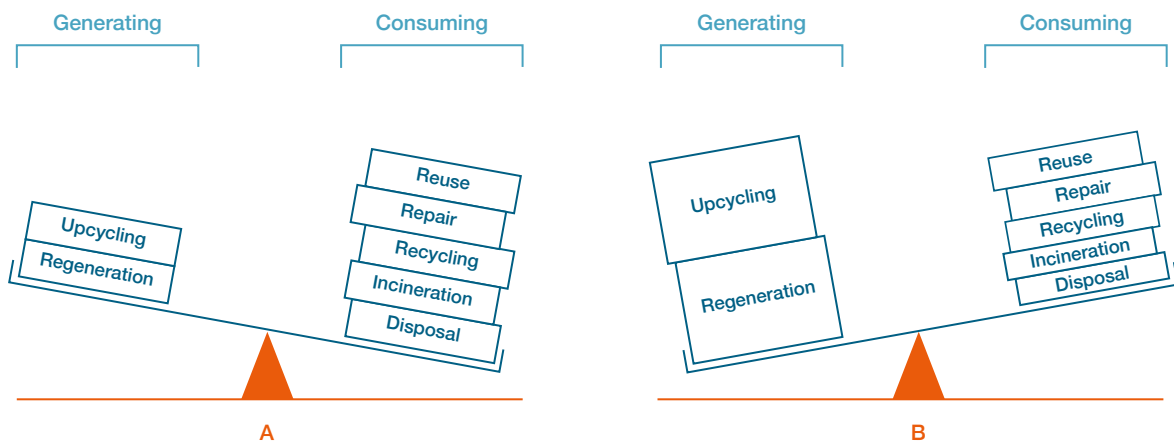 Generating
Consuming
Reuse
Repair
Recycling
Incineration
Disposal
Upcycling
Regeneration
A
Generating
Consuming
Upcycling
Regeneration
Reuse
Repair
Recycling
Incineration
Disposal
B